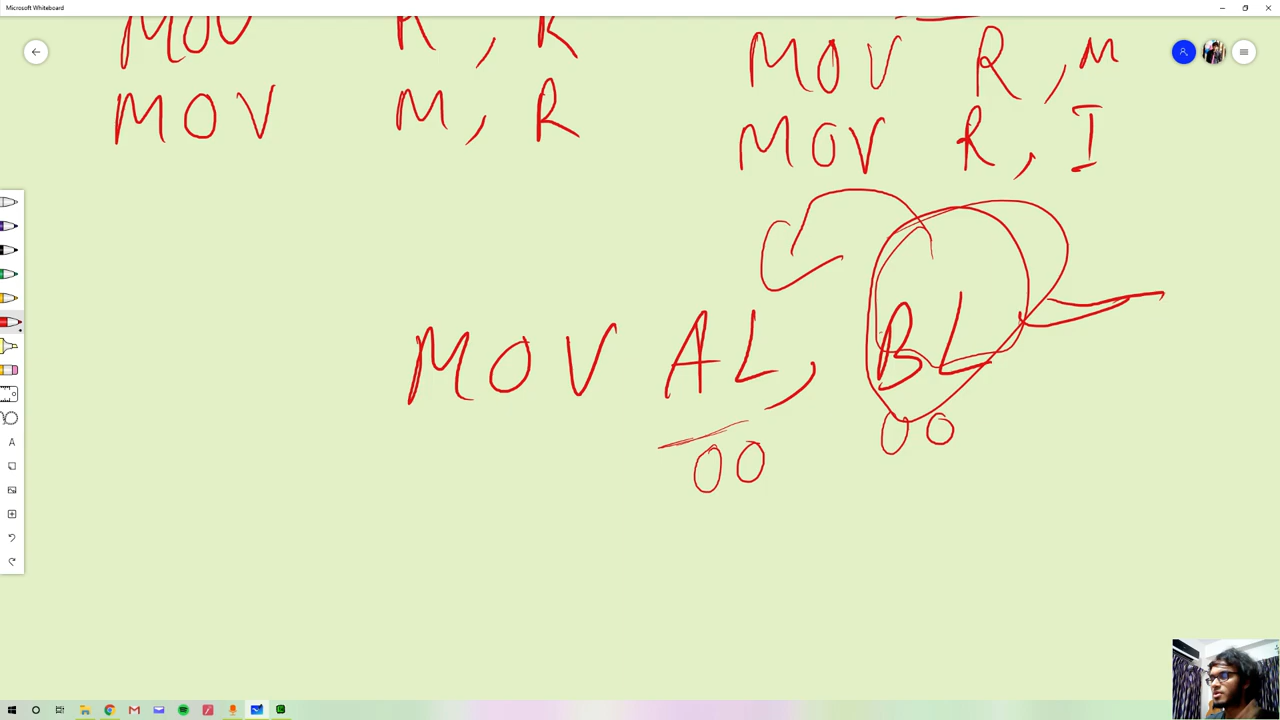 Microsoft Whiteboard
MOV R, R
MOV M, R
MOV R, M
MOV R, I
MOV AL, BL
00 00